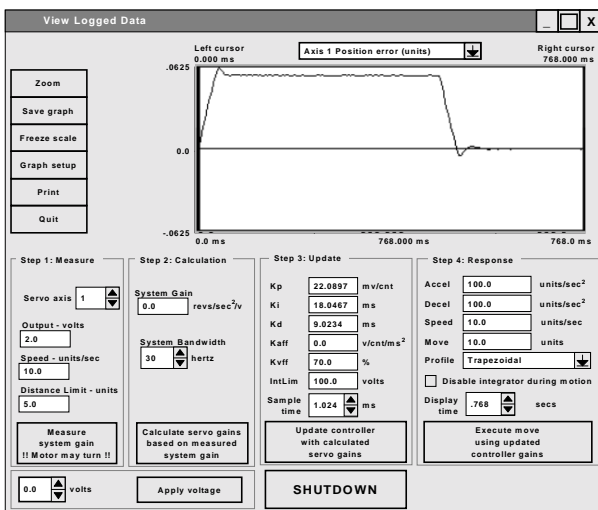 View Logged Data
_ X
Left cursor
0.000 ms
Axis 1 Position error (units)
Right cursor
768.000 ms
Zoom
Save graph
Freeze scale
Graph setup
Print
Quit
.0625
0.0
-.0625
0.0 ms
768.000 ms
768.0 ms
Step 1: Measure
Servo axis 1
Output - volts
2.0
Speed - units/sec
10.0
Distance Limit - units
5.0
Measure
system gain
!! Motor may turn !!
Step 2: Calculation
System Gain
0.0 revs/sec²/v
System Bandwidth
30 hertz
Calculate servo gains
based on measured
system gain
Step 3: Update
Kp 22.0897 mv/cnt
Ki 18.0467 ms
Kd 9.0234 ms
Kaff 0.0 v/cnt/ms²
Kvff 70.0 %
IntLim 100.0 volts
Sample
time 1.024 ms
Update controller
with calculated
servo gains
Step 4: Response
Accel 100.0 units/sec²
Decel 100.0 units/sec²
Speed 10.0 units/sec
Move 10.0 units
Profile Trapezoidal
Disable integrator during motion
Display
time .768 secs
Execute move
using updated
controller gains
0.0 volts
Apply voltage
SHUTDOWN